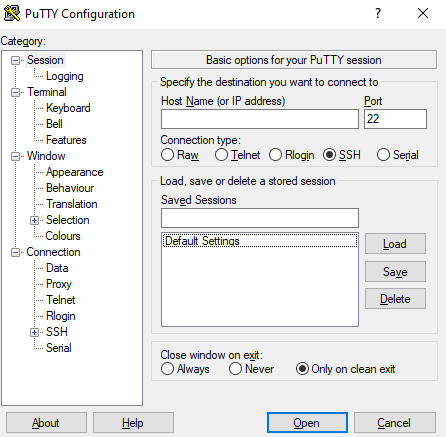 PuTTY Configuration
Category:
Session
Logging
Terminal
Keyboard
Bell
Features
Window
Appearance
Behaviour
Translation
Selection
Colours
Connection
Data
Proxy
Telnet
Rlogin
SSH
Serial
Basic options for your PuTTY session
Specify the destination you want to connect to
Host Name (or IP address) Port
22
Connection type:
Raw Telnet Rlogin SSH Serial
Load, save or delete a stored session
Saved Sessions
Default Settings
Load
Save
Delete
Close window on exit:
Always Never Only on clean exit
About Help Open Cancel